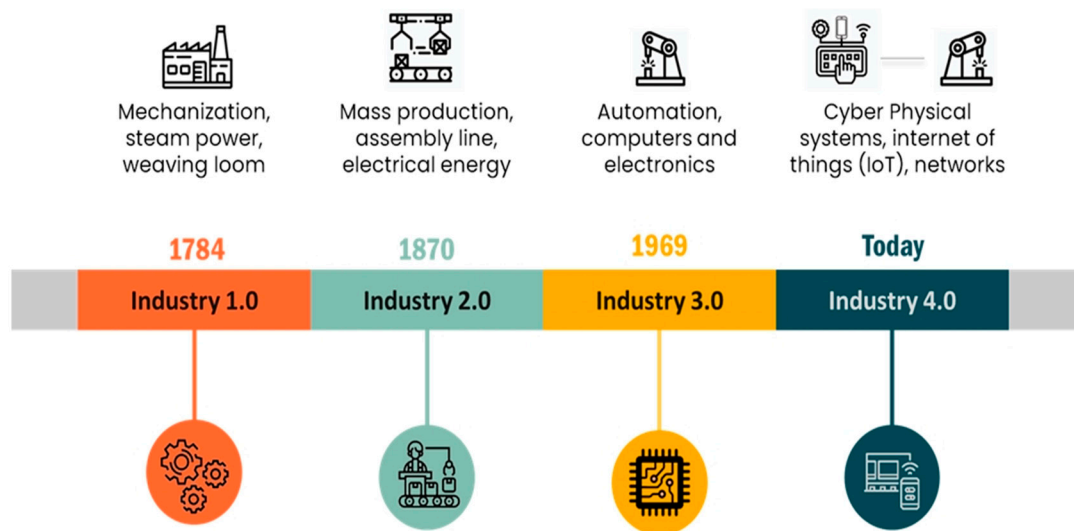 Mechanization,
steam power,
weaving loom
Mass production,
assembly line,
electrical energy
Automation,
computers and
electronics
Cyber Physical
systems, internet of
things (IoT), networks
1784
1870
1969
Today
Industry 1.0
Industry 2.0
Industry 3.0
Industry 4.0